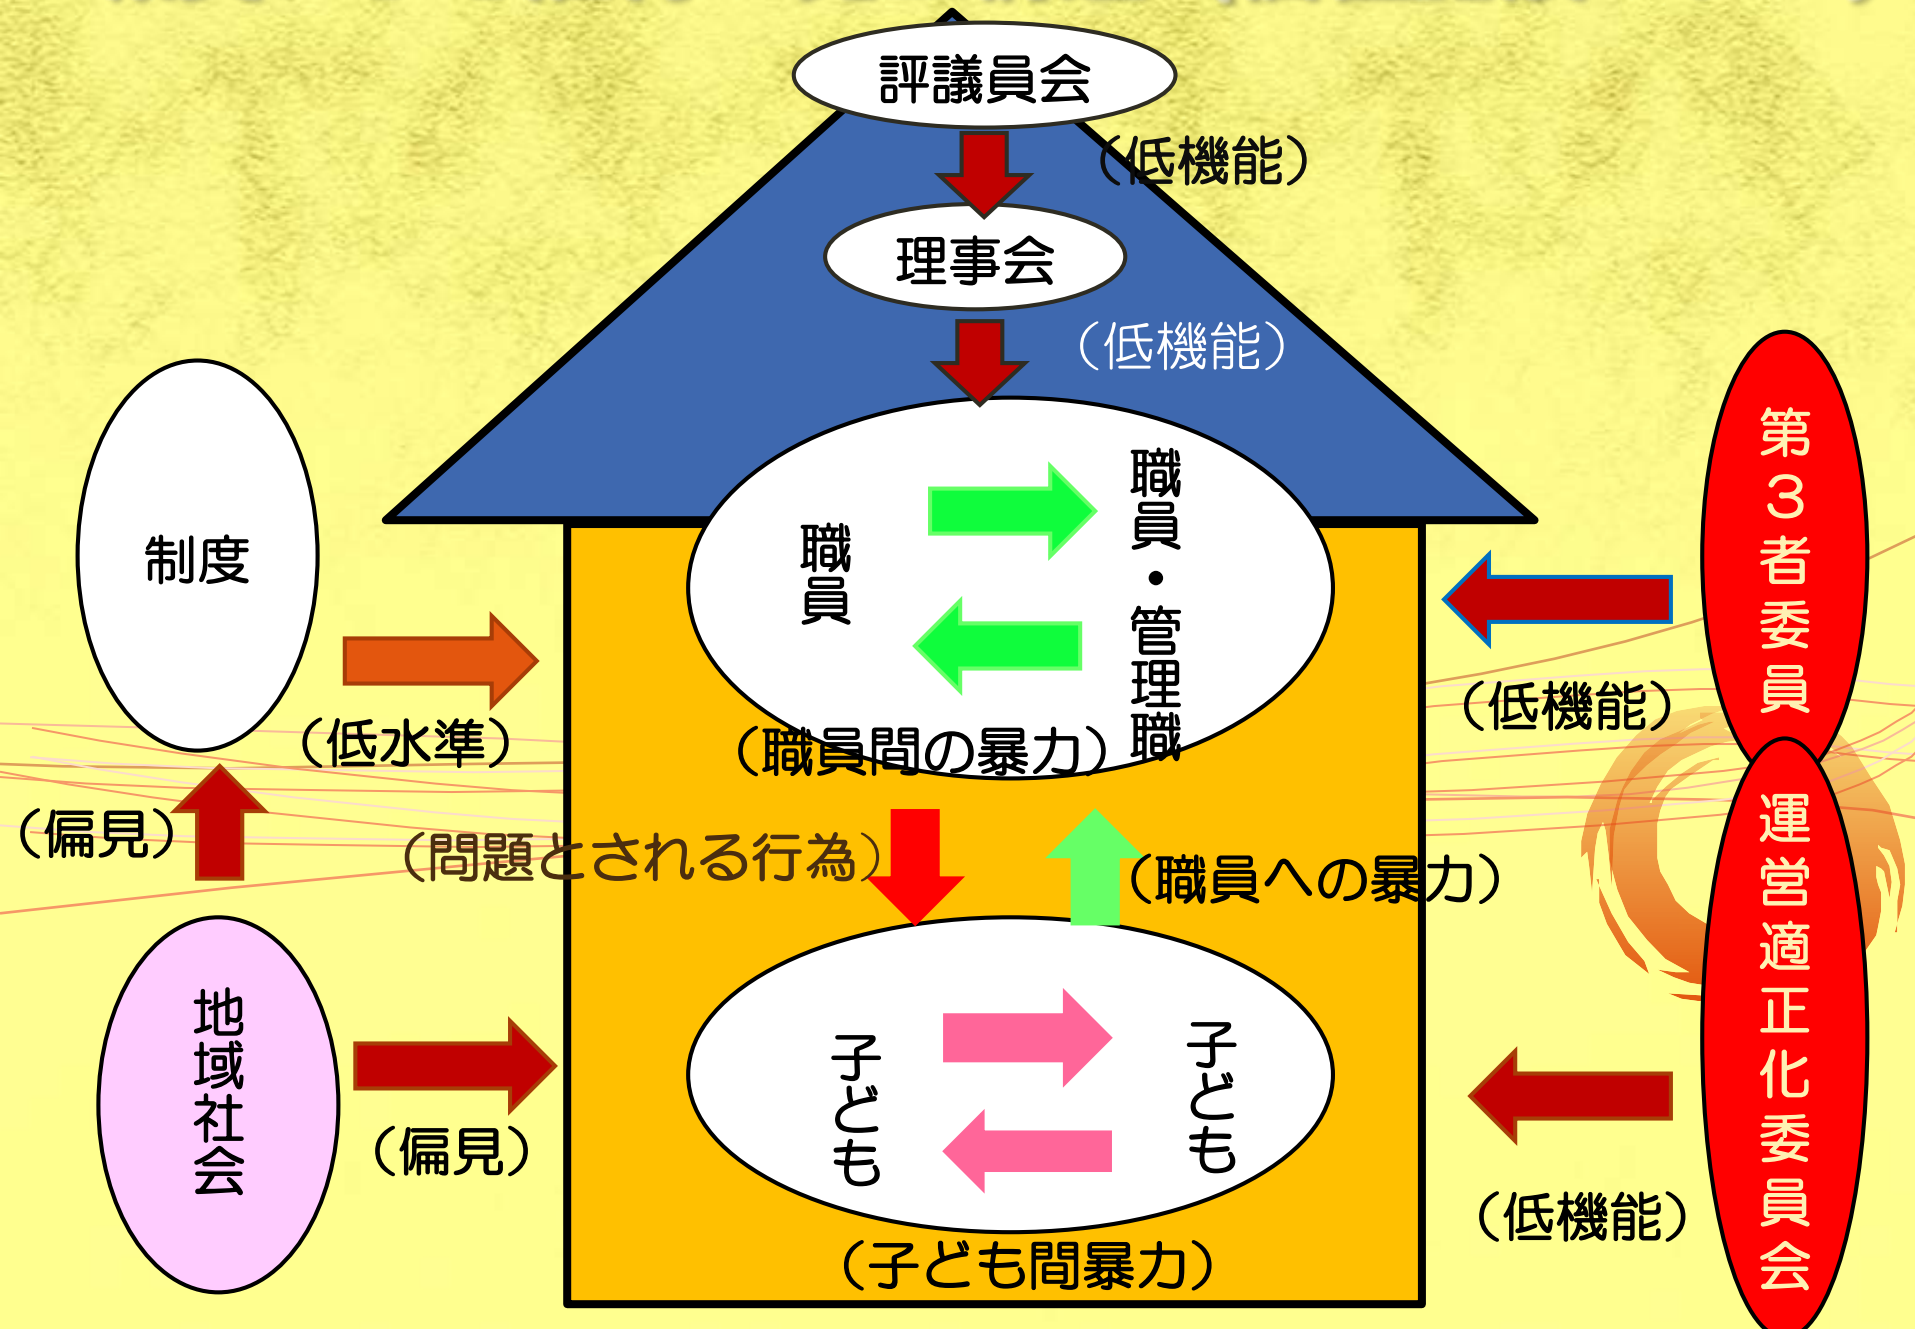 評議員会
（低機能）
理事会
（低機能）
職員
職員・管理職
（職員間の暴力）
制度
（低水準）
（偏見）
地域社会
（偏見）
（問題とされる行為）
（職員への暴力）
子ども
子ども
（子ども間暴力）
第３者委員
（低機能）
運営適正化委員会
（低機能）